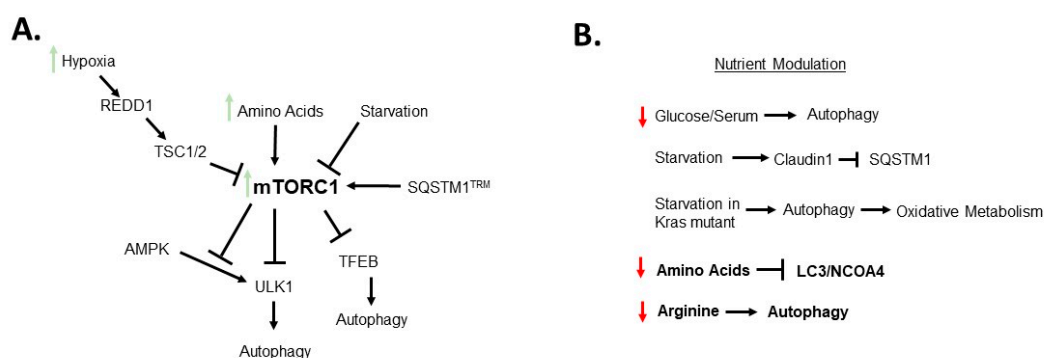 A.
Hypoxia
REDD1
TSC1/2
Amino Acids
Starvation
mTORC1
SQSTM1TRM
AMPK
ULK1
TFEB
Autophagy
Autophagy
B.
Nutrient Modulation
Glucose/Serum Autophagy
Starvation Claudin1 SQSTM1
Starvation in
Kras mutant Autophagy Oxidative Metabolism
Amino Acids LC3/NCOA4
Arginine Autophagy